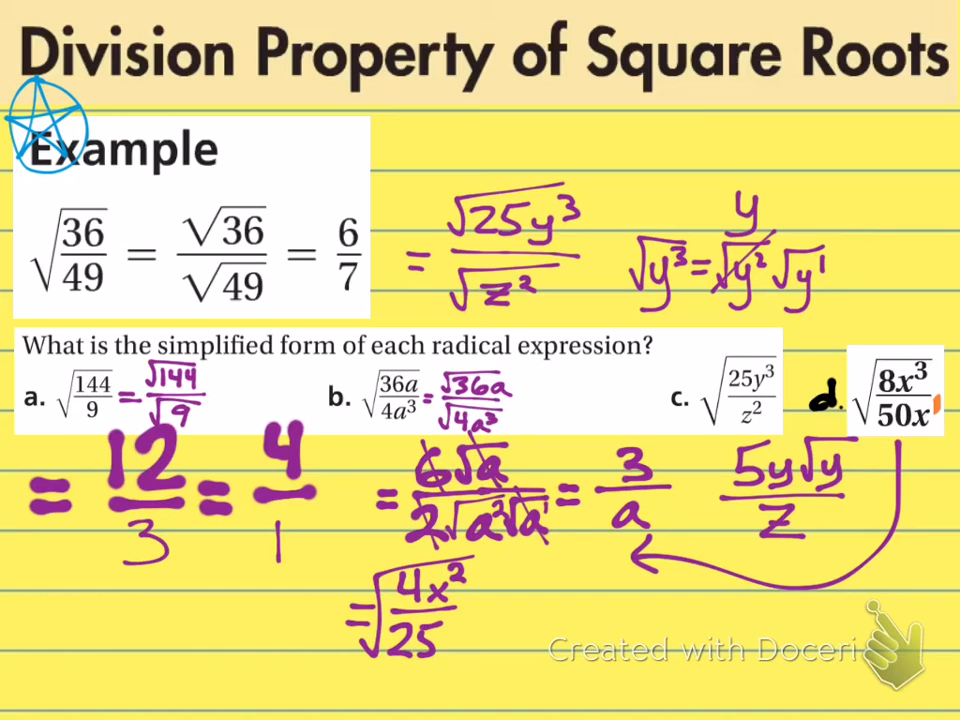 Division Property of Square Roots
Example
√(36/49) = √36/√49 = 6/7
= √(25y³)/√(z²)
y
√y³ = √y² √y¹
What is the simplified form of each radical expression?
a. √(144/9) = √144/√9
b. √(36a/4a³) = √36a/√4a³
c. √(25y³/z²)
d. √(8x³/50x)
= 12/3 = 4/1
= 6√a/2√a²√a¹ = 3/a
5y√y/z
= √(4x²/25)
Created with Doceri